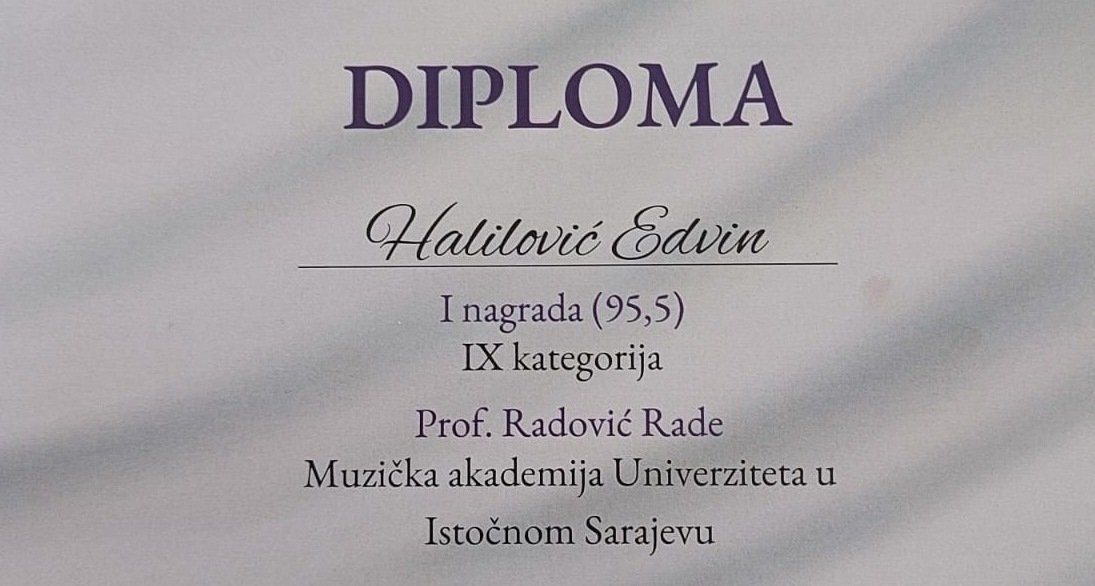 DIPLOMA
Halilović Edvin
I nagrada (95,5)
IX kategorija
Prof. Radović Rade
Muzička akademija Univerziteta u
Istočnom Sarajevu